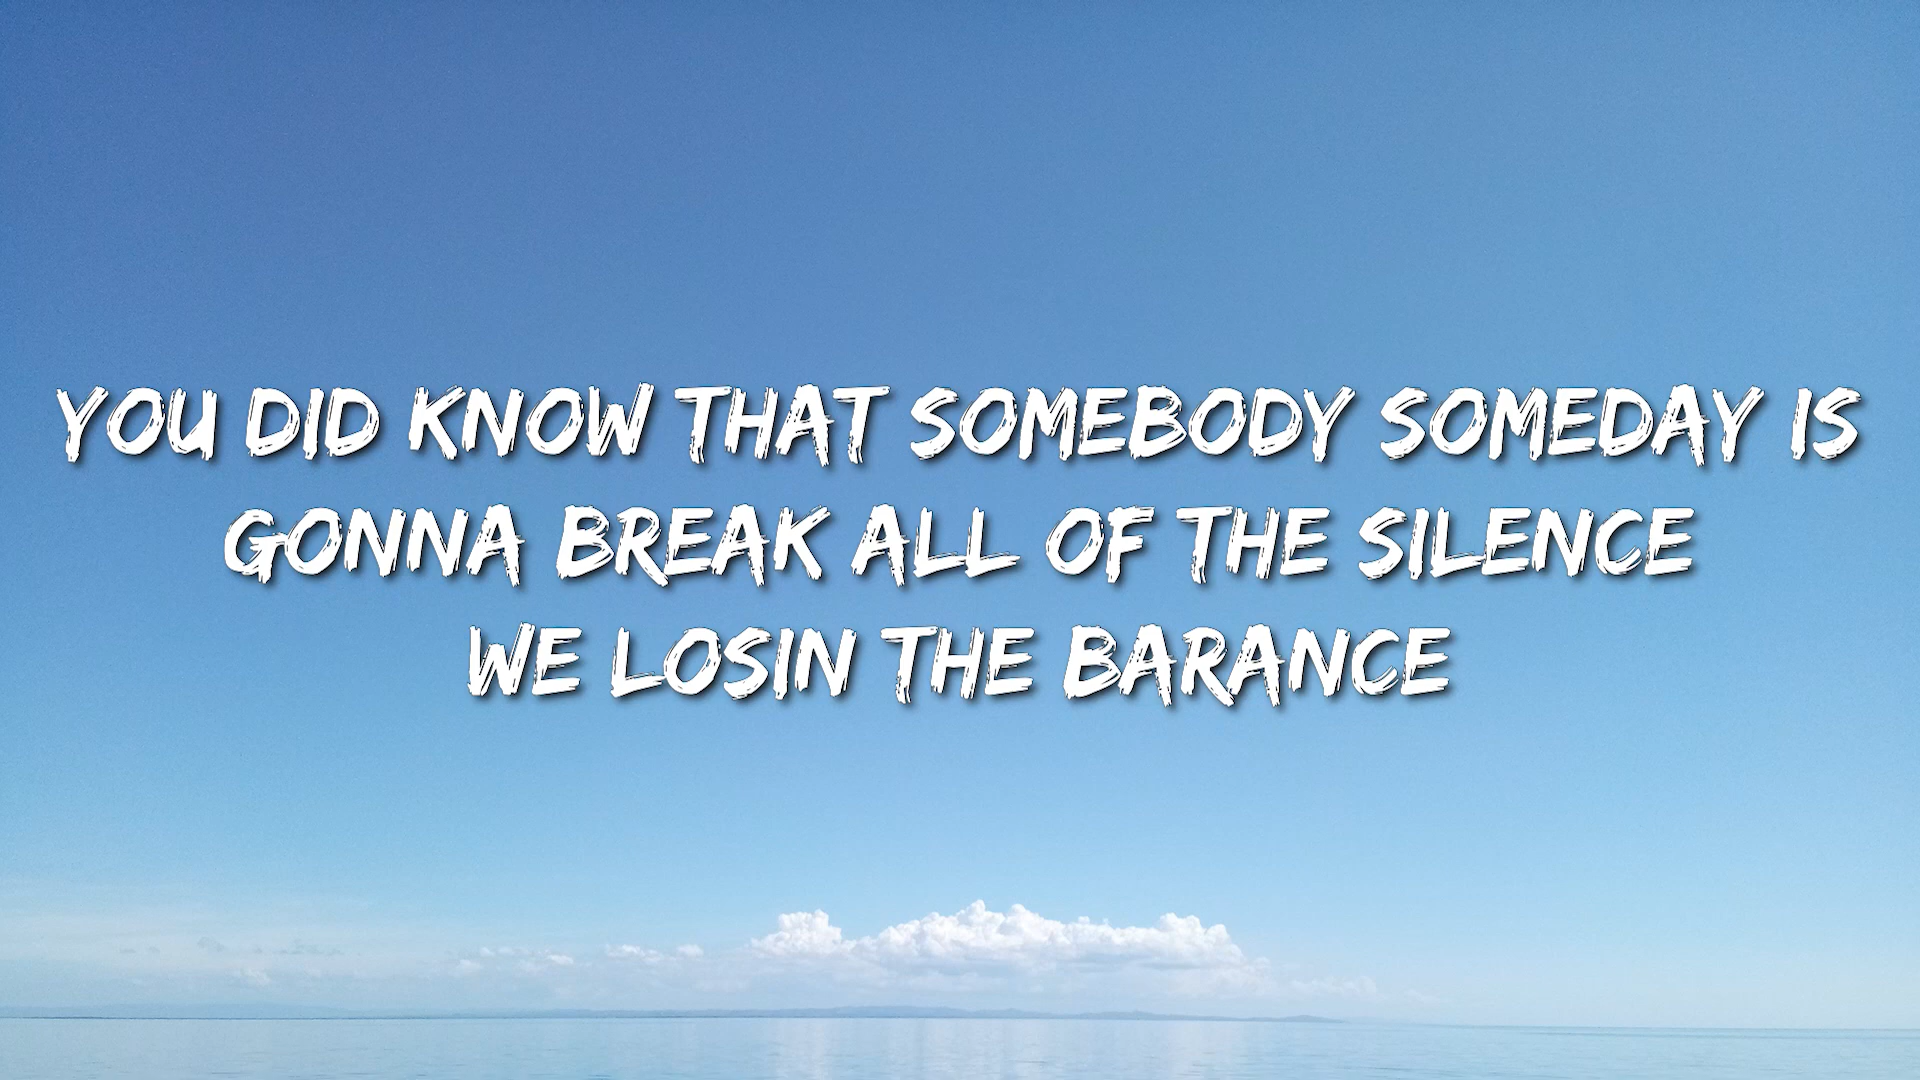 YOU DID KNOW THAT SOMEBODY SOMEDAY IS
GONNA BREAK ALL OF THE SILENCE
WE LOSIN THE BARANCE